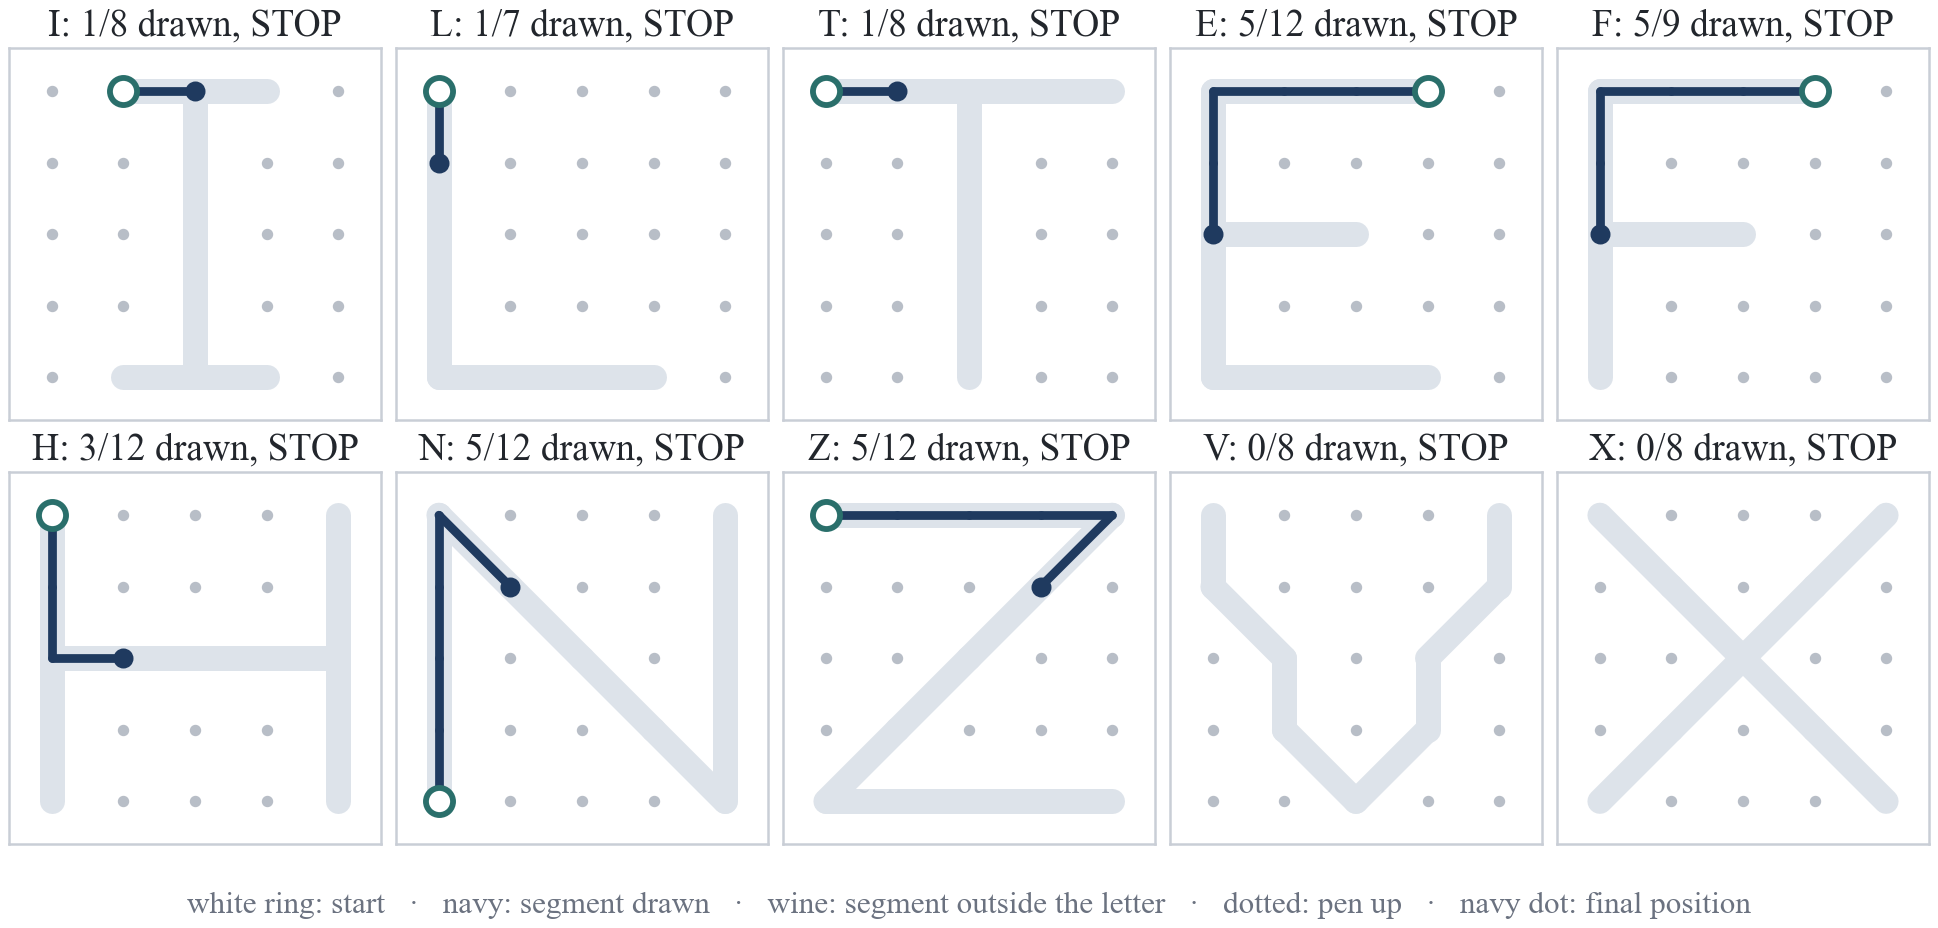 I: 1/8 drawn, STOP
L: 1/7 drawn, STOP
T: 1/8 drawn, STOP
E: 5/12 drawn, STOP
F: 5/9 drawn, STOP
H: 3/12 drawn, STOP
N: 5/12 drawn, STOP
Z: 5/12 drawn, STOP
V: 0/8 drawn, STOP
X: 0/8 drawn, STOP
white ring: start · navy: segment drawn · wine: segment outside the letter · dotted: pen up · navy dot: final position